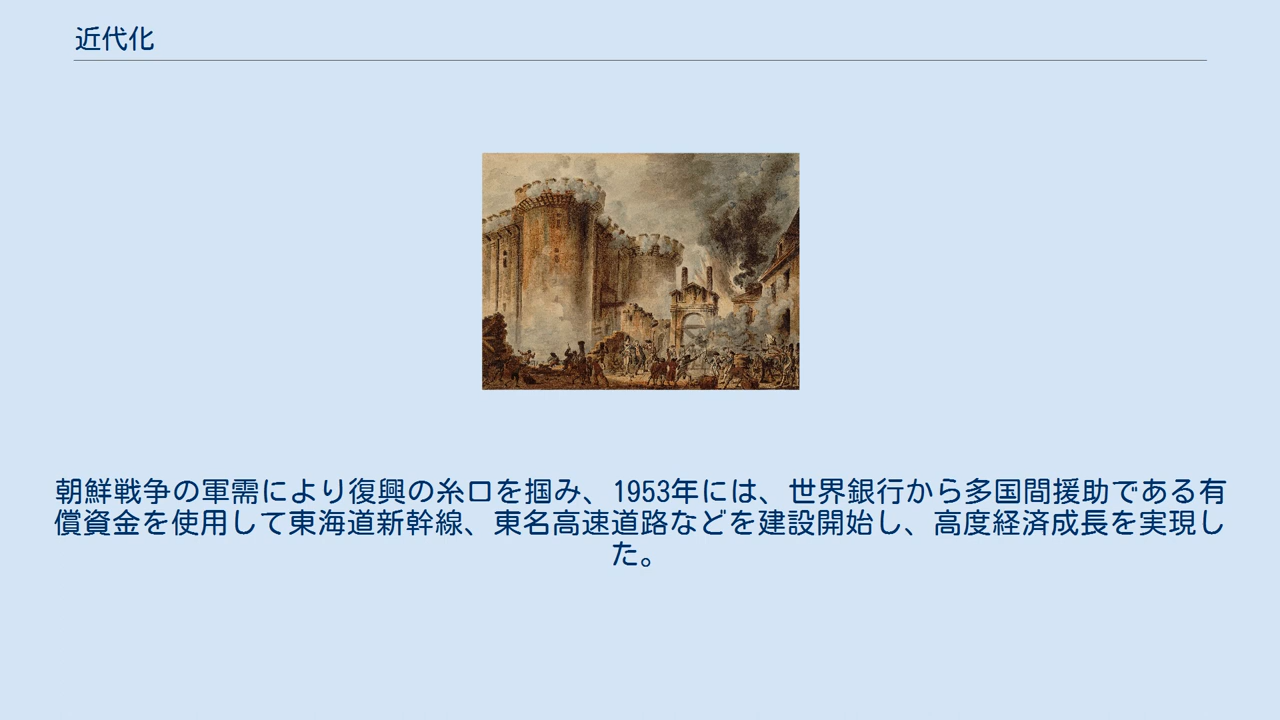 近代化
朝鮮戦争の軍需により復興の糸口を掴み、1953年には、世界銀行から多国間援助である有
償資金を使用して東海道新幹線、東名高速道路などを建設開始し、高度経済成長を実現し
た。